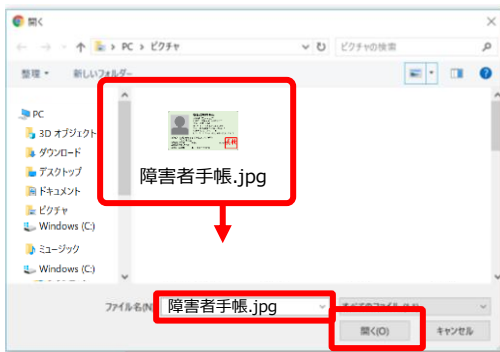 開く
PC › ピクチャ
ピクチャの検索
整理 新しいフォルダー
PC
3D オブジェクト
ダウンロード
デスクトップ
ドキュメント
ピクチャ
Windows (C:)
ミュージック
Windows (C:)
障害者手帳.jpg
ファイル名(N) 障害者手帳.jpg
開く(O) キャンセル